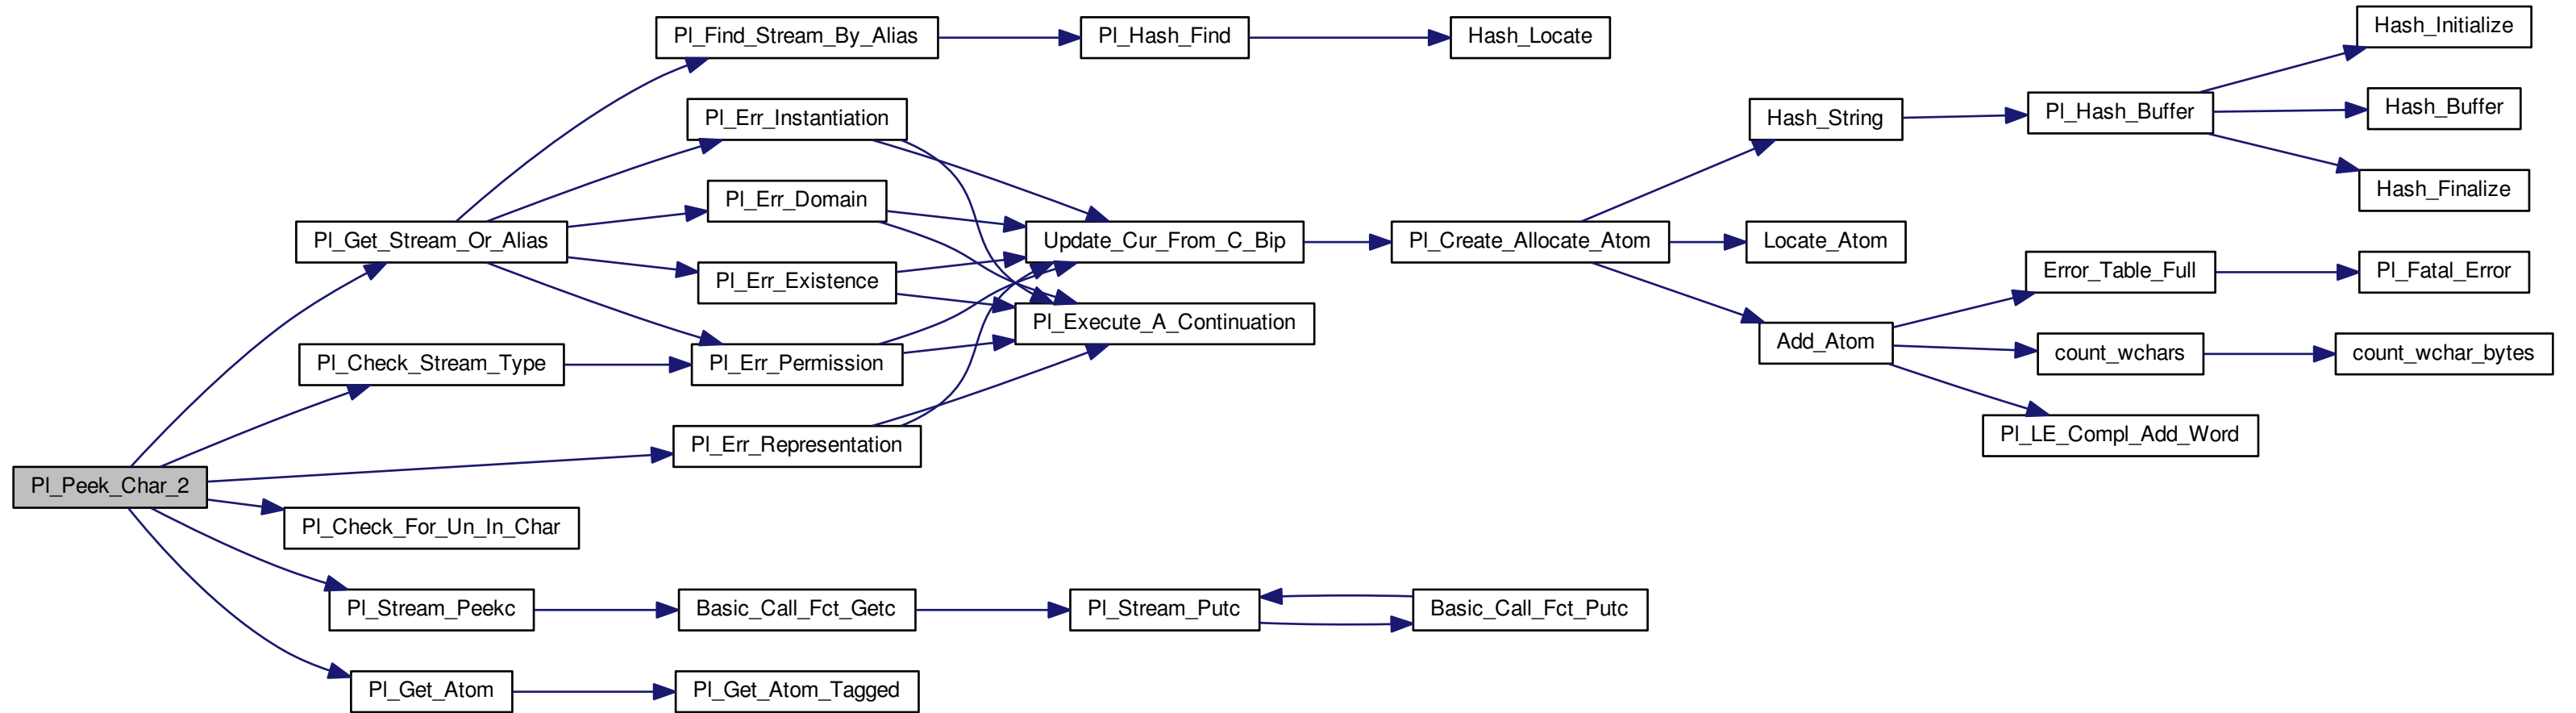 Pl_Peek_Char_2
Pl_Get_Stream_Or_Alias
Pl_Check_Stream_Type
Pl_Check_For_Un_In_Char
Pl_Stream_Peekc
Pl_Get_Atom
Pl_Find_Stream_By_Alias
Pl_Err_Instantiation
Pl_Err_Domain
Pl_Err_Existence
Pl_Err_Permission
Pl_Err_Representation
Basic_Call_Fct_Getc
Pl_Get_Atom_Tagged
Pl_Hash_Find
Update_Cur_From_C_Bip
Pl_Execute_A_Continuation
Pl_Stream_Putc
Hash_Locate
Pl_Create_Allocate_Atom
Basic_Call_Fct_Putc
Hash_String
Locate_Atom
Add_Atom
Pl_Hash_Buffer
Error_Table_Full
count_wchars
Pl_LE_Compl_Add_Word
Hash_Initialize
Hash_Buffer
Hash_Finalize
Pl_Fatal_Error
count_wchar_bytes